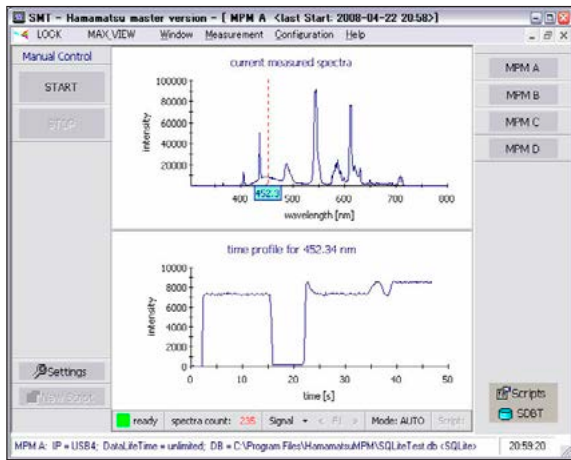 SMT - Hamamatsu master version - [ MPM A <last Start: 2008-04-22 20:58>]
LOCK MAX_VIEW Window Measurement Configuration Help
Manual Control
START
STOP
Settings
New Script
current measured spectra
intensity
100000
80000
60000
40000
20000
400 500 600 700 800
452.3
wavelength [nm]
time profile for 452.34 nm
intensity
10000
8000
6000
4000
2000
0
0 10 20 30 40 50
time [s]
ready spectra count: 235 Signal < > Mode: AUTO Script:
MPM A
MPM B
MPM C
MPM D
Scripts
SDBT
MPM A: IP = USB4; DataLifeTime = unlimited; DB = C:\Program Files\HamamatsuMPM\SQLiteTest.db <SQLite> 20:59:20